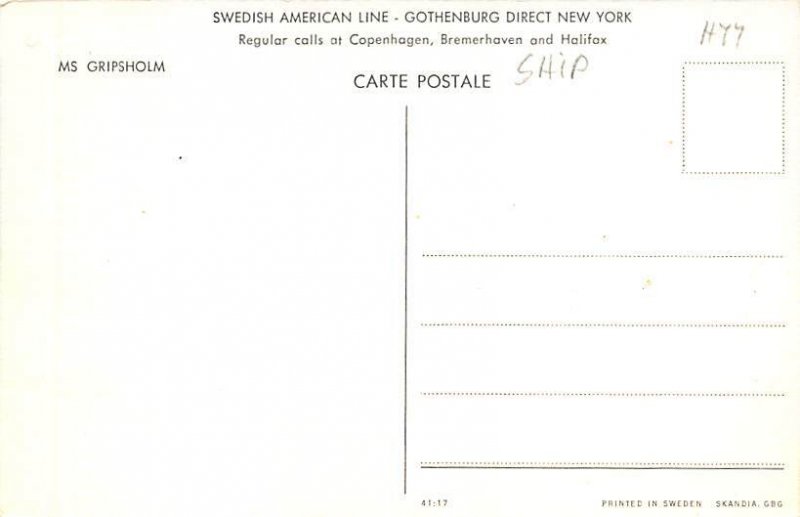 SWEDISH AMERICAN LINE - GOTHENBURG DIRECT NEW YORK
Regular calls at Copenhagen, Bremerhaven and Halifax
MS GRIPSHOLM
CARTE POSTALE
SHIP
41:17
PRINTED IN SWEDEN SKANDIA, GBG